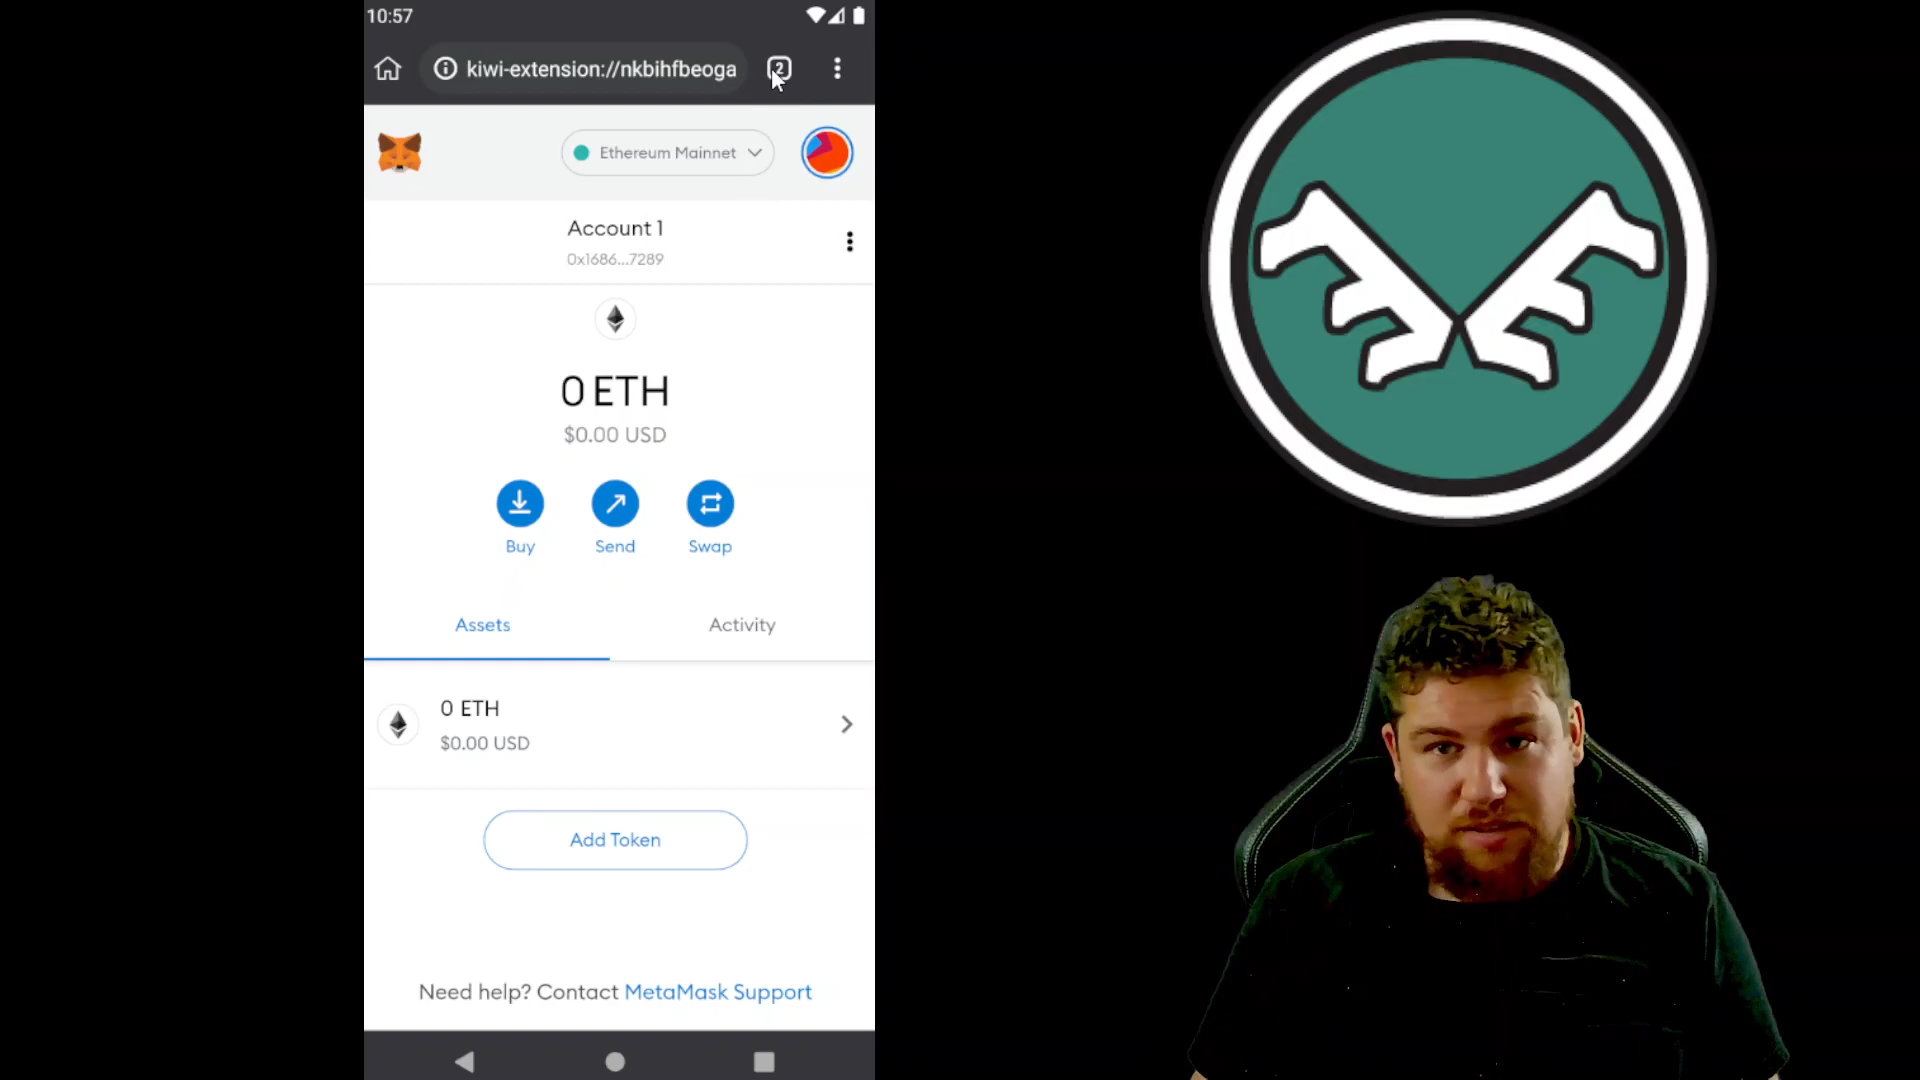 10:57
kiwi-extension://nkbihfbeoga
2
Ethereum Mainnet
Account 1
0x1686...7289
0 ETH
$0.00 USD
Buy
Send
Swap
Assets
Activity
0 ETH
$0.00 USD
Add Token
Need help? Contact MetaMask Support